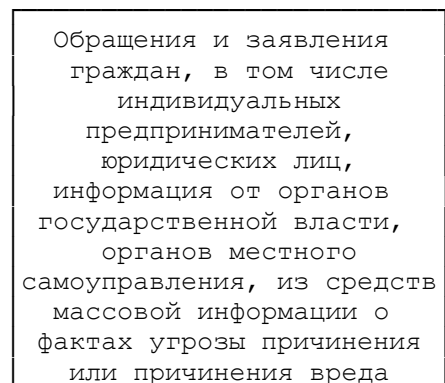 Обращения и заявления
граждан, в том числе
индивидуальных
предпринимателей,
юридических лиц,
информация от органов
государственной власти,
органов местного
самоуправления, из средств
массовой информации о
фактах угрозы причинения
или причинения вреда